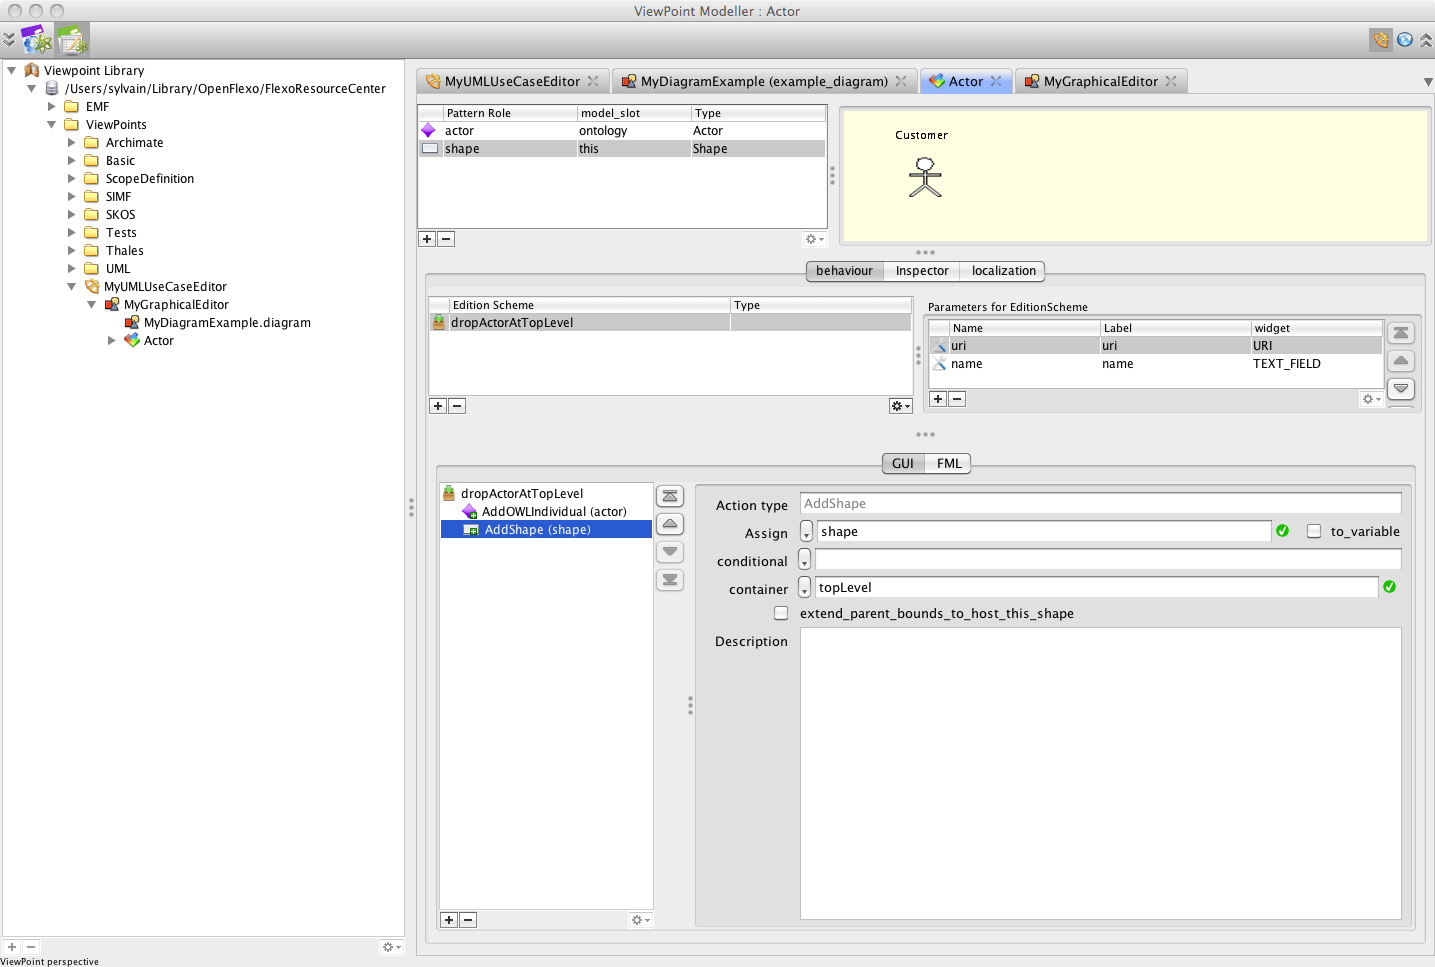 ViewPoint Modeller : Actor
Viewpoint Library
/Users/sylvain/Library/OpenFlexo/FlexoResourceCenter
EMF
ViewPoints
Archimate
Basic
ScopeDefinition
SIMF
SKOS
Tests
Thales
UML
MyUMLUseCaseEditor
MyGraphicalEditor
MyDiagramExample.diagram
Actor
MyUMLUseCaseEditor MyDiagramExample (example_diagram) Actor MyGraphicalEditor
Pattern Role model_slot Type
actor ontology Actor
shape this Shape
Customer
behaviour Inspector localization
Edition Scheme Type
dropActorAtTopLevel
Parameters for EditionScheme
Name Label widget
uri uri URI
name name TEXT_FIELD
GUI FML
dropActorAtTopLevel
AddOWLIndividual (actor)
AddShape (shape)
Action type AddShape
Assign shape to_variable
conditional
container topLevel
extend_parent_bounds_to_host_this_shape
Description
ViewPoint perspective